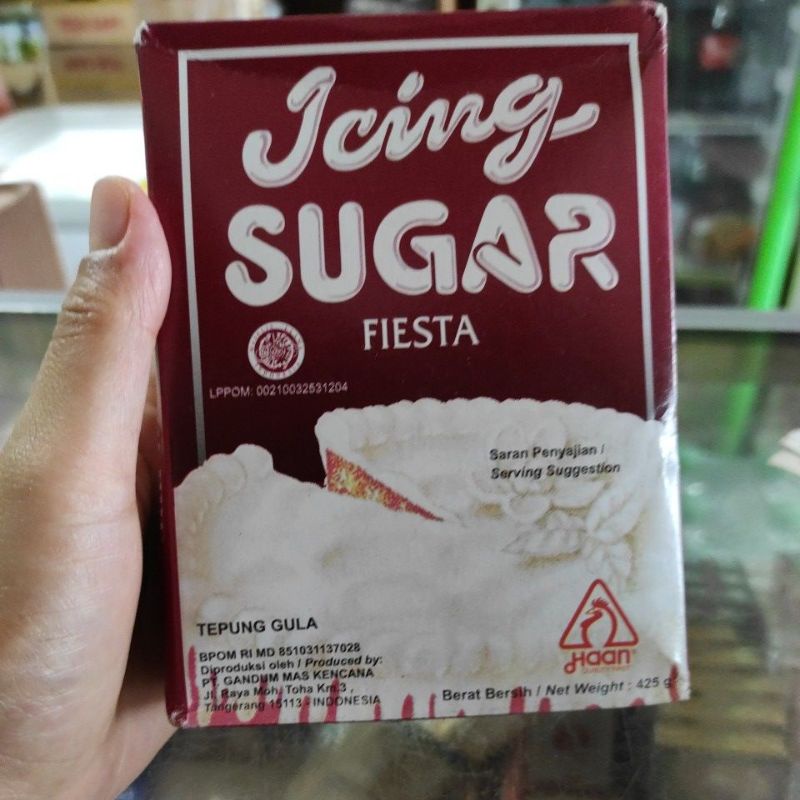 Icing
SUGAR
FIESTA
LPPOM: 00210032531204
Saran Penyajian /
Serving Suggestion
TEPUNG GULA
BPOM RI MD 851031137028
Diproduksi oleh / Produced by:
PT. GANDUM MAS KENCANA
Jl. Raya Moh. Toha Km.3 ,
Tangerang 15113 - INDONESIA
Haan
Berat Bersih / Net Weight : 425 g